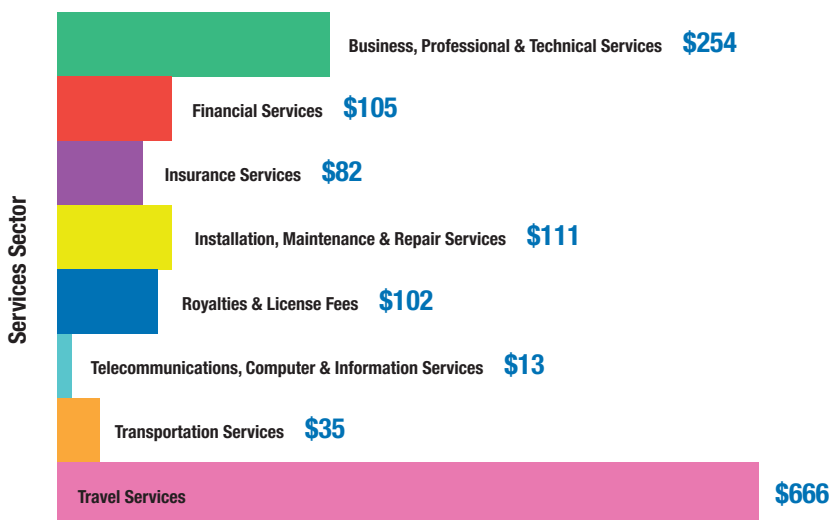 Services Sector
Business, Professional & Technical Services $254
Financial Services $105
Insurance Services $82
Installation, Maintenance & Repair Services $111
Royalties & License Fees $102
Telecommunications, Computer & Information Services $13
Transportation Services $35
Travel Services $666